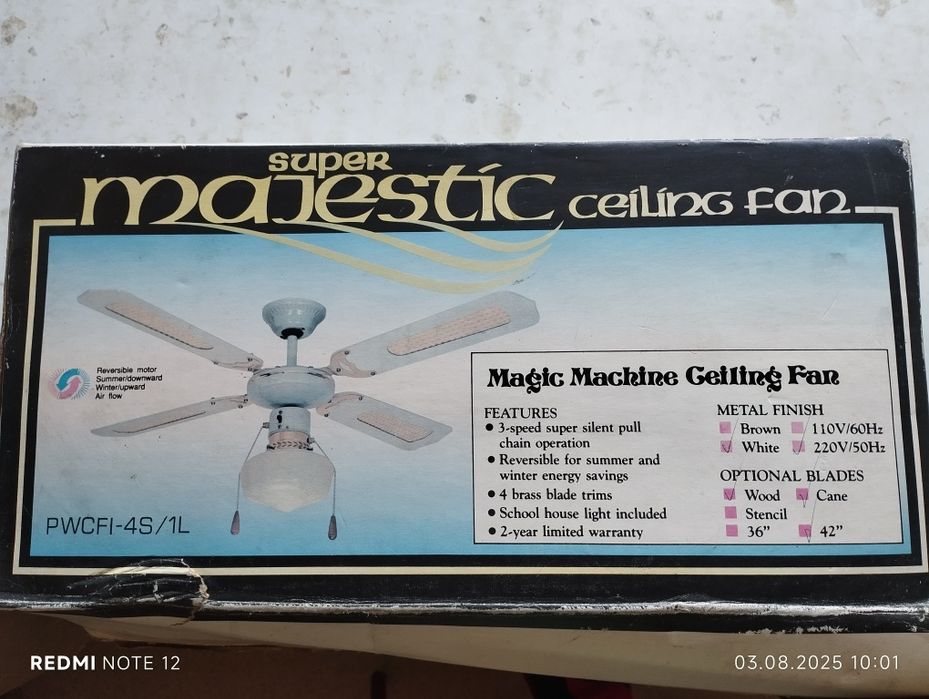 super
majestic ceiling fan
Reversible motor
Summer/downward
Winter/upward
Air flow
PWCFI-4S/1L
Magic Machine Ceiling Fan
FEATURES
• 3-speed super silent pull
chain operation
• Reversible for summer and
winter energy savings
• 4 brass blade trims
• School house light included
• 2-year limited warranty
METAL FINISH
Brown 110V/60Hz
White 220V/50Hz
OPTIONAL BLADES
Wood Cane
Stencil
36” 42”
REDMI NOTE 12
03.08.2025 10:01